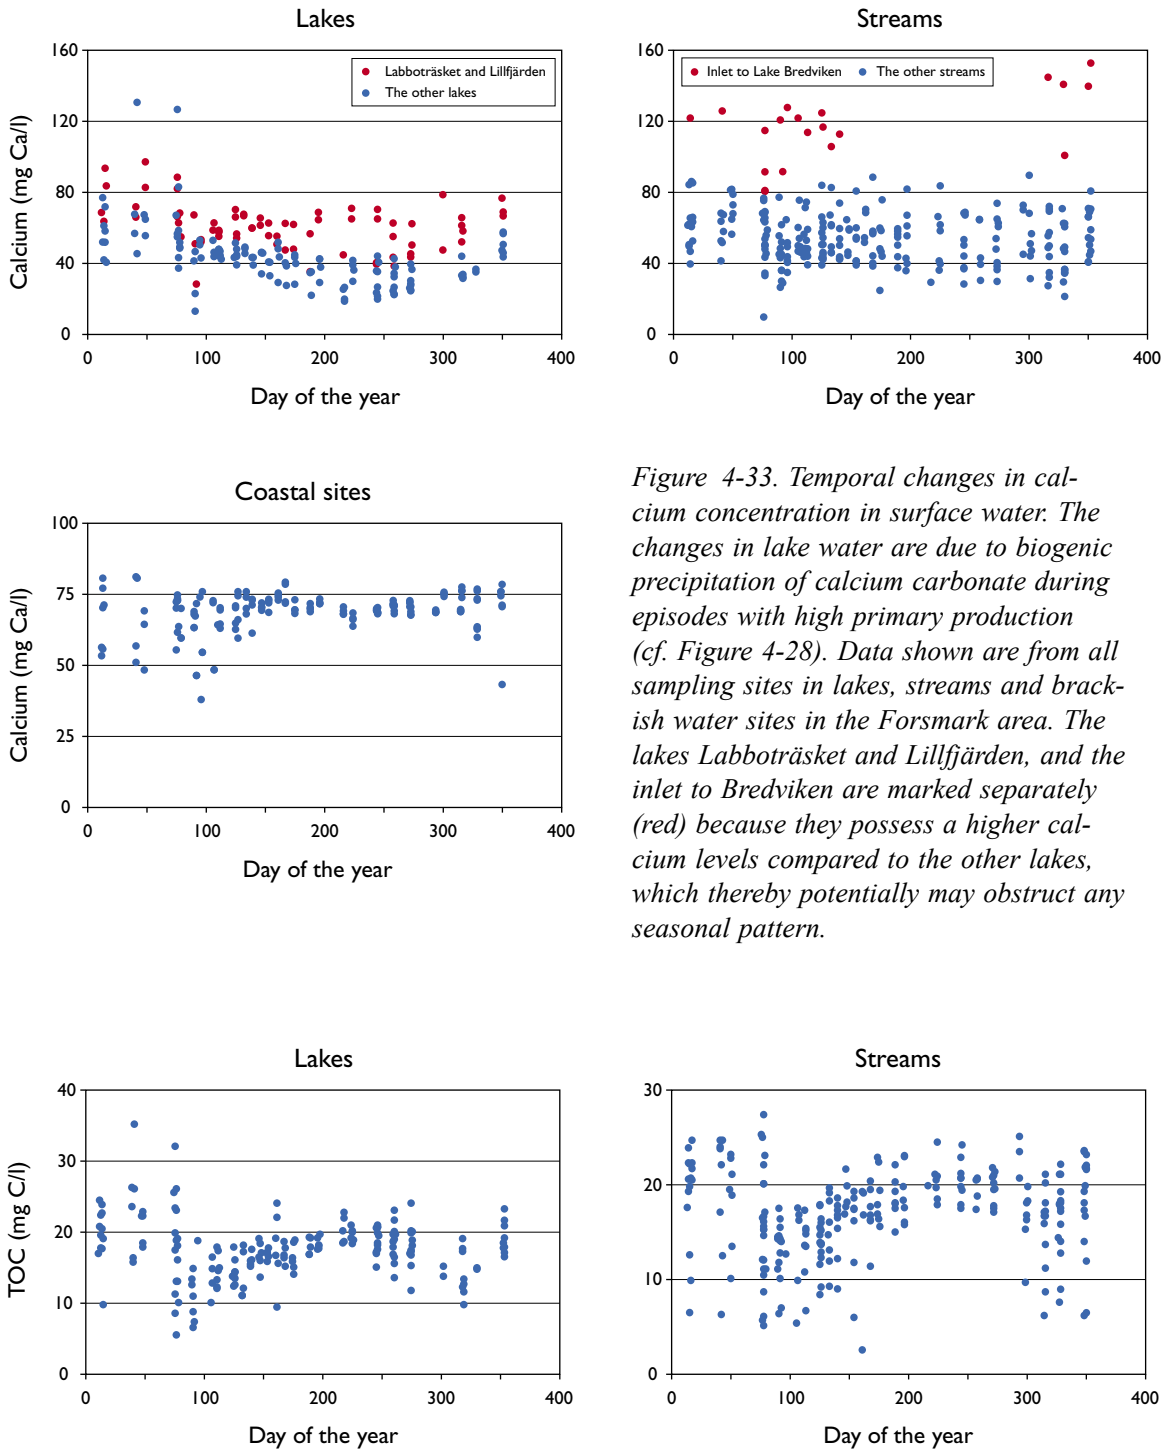 Lakes
Calcium (mg Ca/l)
160
120
80
40
0
Labboträsket and Lillfjärden
The other lakes
0 100 200 300 400
Day of the year
Streams
160
120
80
40
0
Inlet to Lake Bredviken The other streams
0 100 200 300 400
Day of the year
Coastal sites
Calcium (mg Ca/l)
100
75
50
25
0
0 100 200 300 400
Day of the year
Figure 4-33. Temporal changes in cal-
cium concentration in surface water. The
changes in lake water are due to biogenic
precipitation of calcium carbonate during
episodes with high primary production
(cf. Figure 4-28). Data shown are from all
sampling sites in lakes, streams and brack-
ish water sites in the Forsmark area. The
lakes Labboträsket and Lillfjärden, and the
inlet to Bredviken are marked separately
(red) because they possess a higher cal-
cium levels compared to the other lakes,
which thereby potentially may obstruct any
seasonal pattern.
Lakes
TOC (mg C/l)
40
30
20
10
0
0 100 200 300 400
Day of the year
Streams
30
20
10
0
0 100 200 300 400
Day of the year